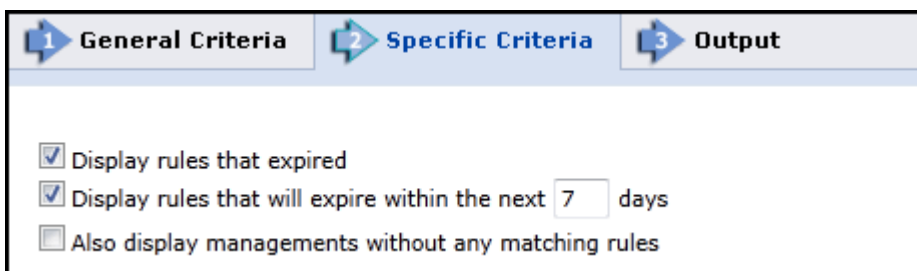 1 General Criteria 2 Specific Criteria 3 Output
Display rules that expired
Display rules that will expire within the next 7 days
Also display managements without any matching rules